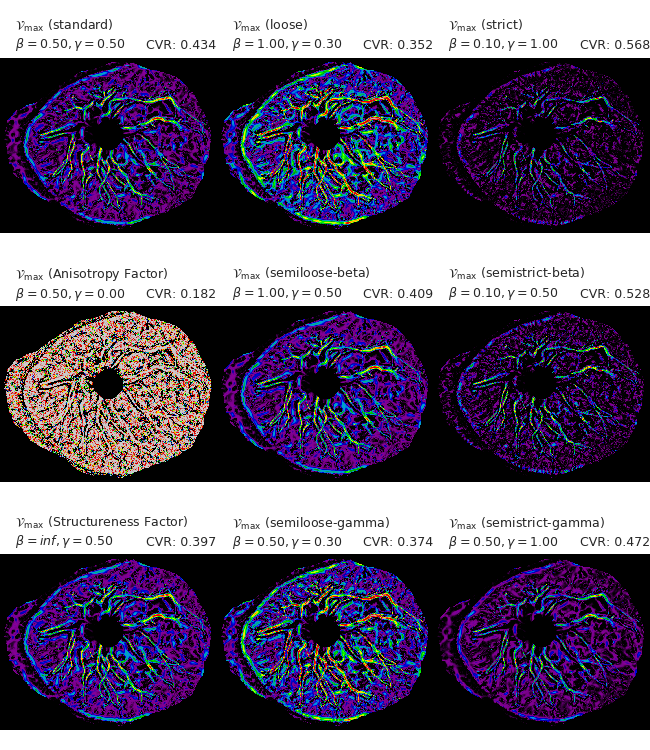 𝒱max (standard) 𝒱max (loose) 𝒱max (strict)
β = 0.50, γ = 0.50 CVR: 0.434 β = 1.00, γ = 0.30 CVR: 0.352 β = 0.10, γ = 1.00 CVR: 0.568
𝒱max (Anisotropy Factor) 𝒱max (semiloose-beta) 𝒱max (semistrict-beta)
β = 0.50, γ = 0.00 CVR: 0.182 β = 1.00, γ = 0.50 CVR: 0.409 β = 0.10, γ = 0.50 CVR: 0.528
𝒱max (Structureness Factor) 𝒱max (semiloose-gamma) 𝒱max (semistrict-gamma)
β = inf, γ = 0.50 CVR: 0.397 β = 0.50, γ = 0.30 CVR: 0.374 β = 0.50, γ = 1.00 CVR: 0.472